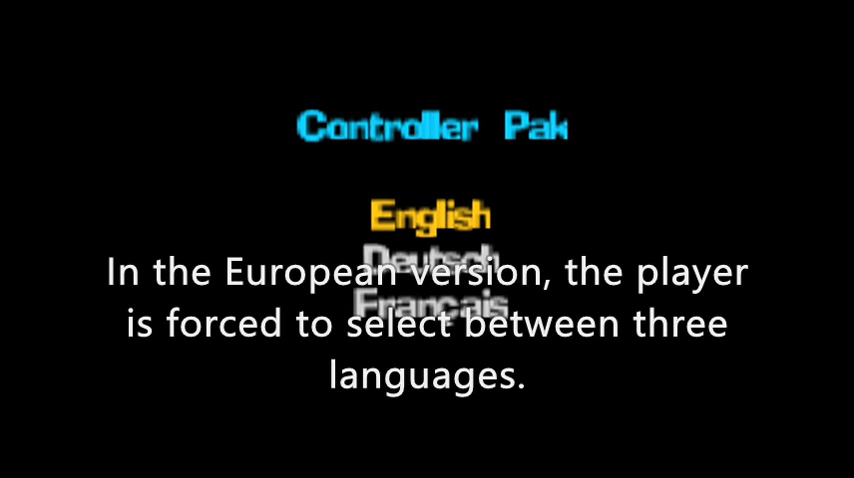 Controller Pak
English
Deutsch
Français
In the European version, the player
is forced to select between three
languages.